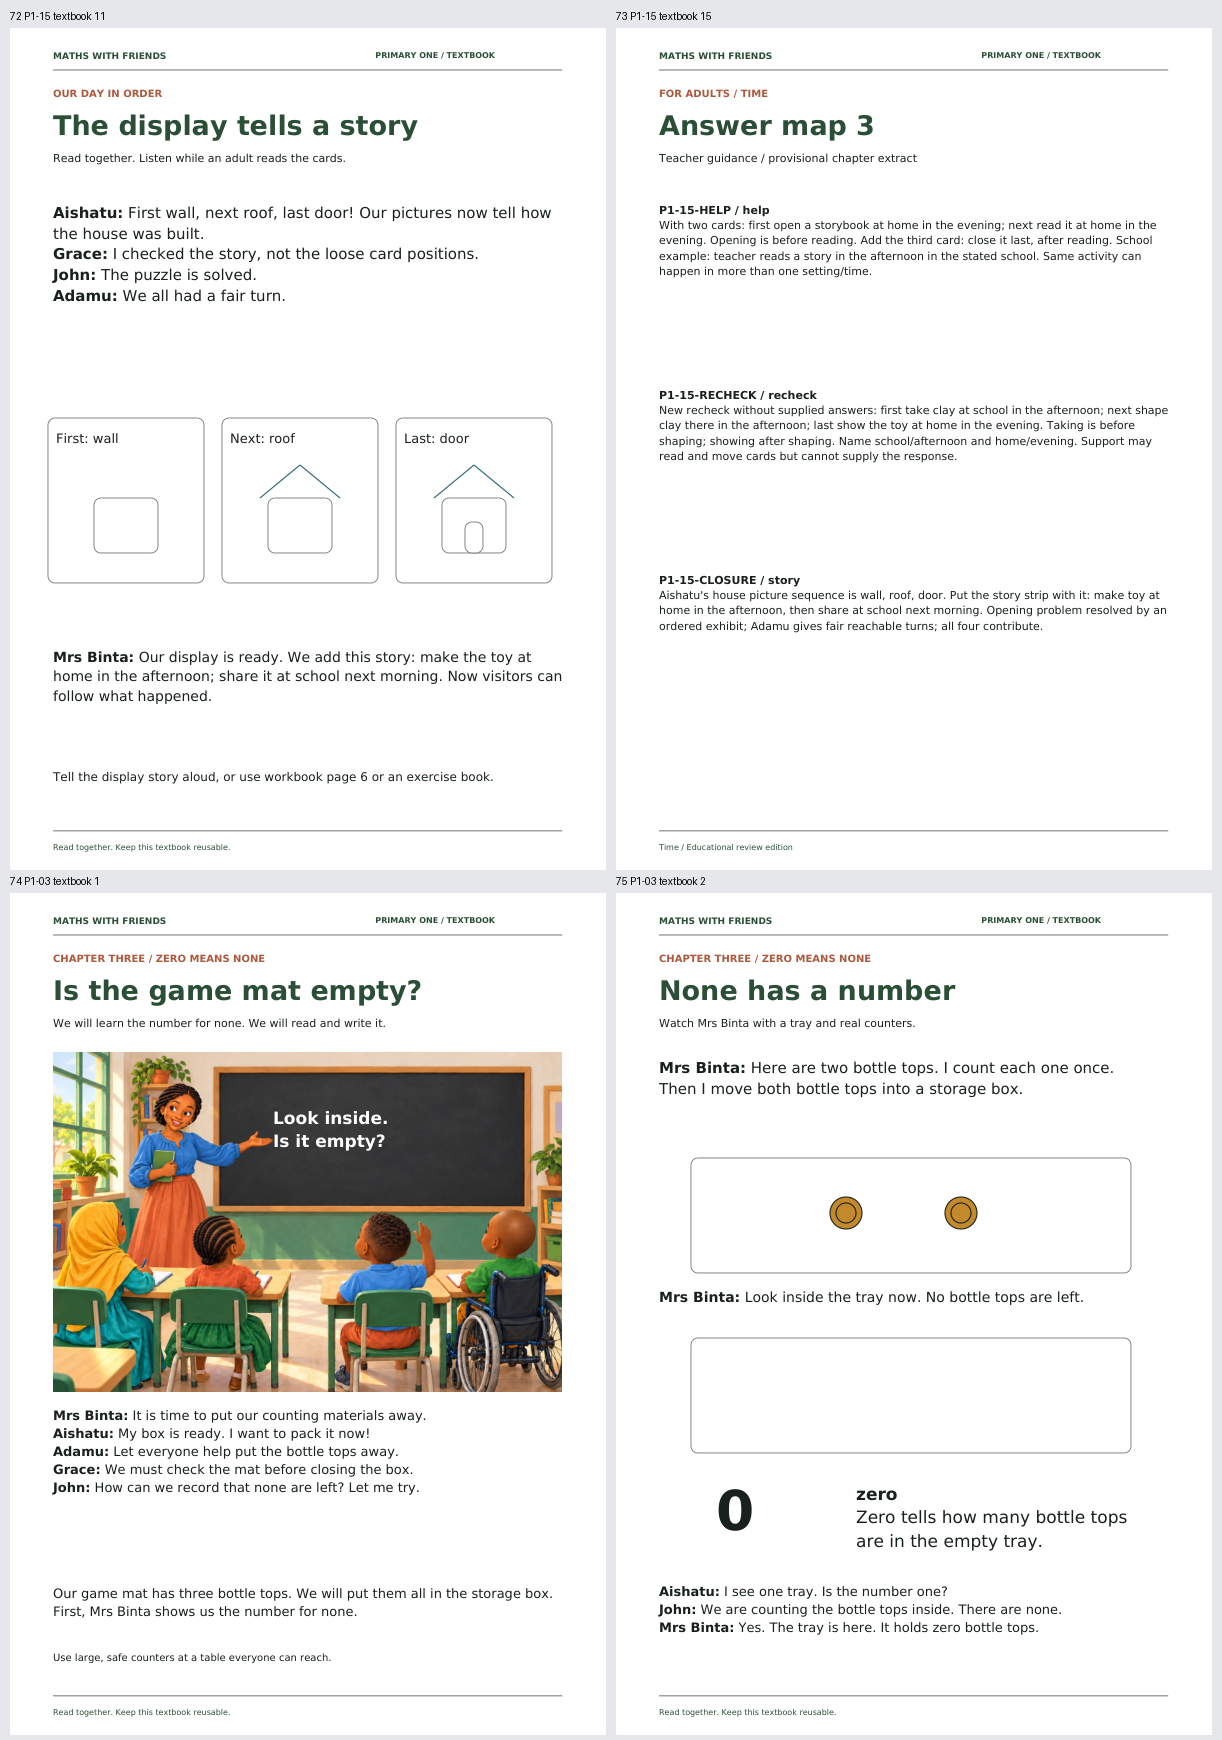 72 P1-15 textbook 11
MATHS WITH FRIENDS
PRIMARY ONE / TEXTBOOK
OUR DAY IN ORDER
The display tells a story
Read together. Listen while an adult reads the cards.
Aishatu: First wall, next roof, last door! Our pictures now tell how
the house was built.
Grace: I checked the story, not the loose card positions.
John: The puzzle is solved.
Adamu: We all had a fair turn.
First: wall
Next: roof
Last: door
Mrs Binta: Our display is ready. We add this story: make the toy at
home in the afternoon; share it at school next morning. Now visitors can
follow what happened.
Tell the display story aloud, or use workbook page 6 or an exercise book.
Read together. Keep this textbook reusable.
73 P1-15 textbook 15
MATHS WITH FRIENDS
PRIMARY ONE / TEXTBOOK
FOR ADULTS / TIME
Answer map 3
Teacher guidance / provisional chapter extract
P1-15-HELP / help
With two cards: first open a storybook at home in the evening; next read it at home in the
evening. Opening is before reading. Add the third card: close it last, after reading. School
example: teacher reads a story in the afternoon in the stated school. Same activity can
happen in more than one setting/time.
P1-15-RECHECK / recheck
New recheck without supplied answers: first take clay at school in the afternoon; next shape
clay there in the afternoon; last show the toy at home in the evening. Taking is before
shaping; showing after shaping. Name school/afternoon and home/evening. Support may
read and move cards but cannot supply the response.
P1-15-CLOSURE / story
Aishatu's house picture sequence is wall, roof, door. Put the story strip with it: make toy at
home in the afternoon, then share at school next morning. Opening problem resolved by an
ordered exhibit; Adamu gives fair reachable turns; all four contribute.
Time / Educational review edition
74 P1-03 textbook 1
MATHS WITH FRIENDS
PRIMARY ONE / TEXTBOOK
CHAPTER THREE / ZERO MEANS NONE
Is the game mat empty?
We will learn the number for none. We will read and write it.
Look inside.
Is it empty?
Mrs Binta: It is time to put our counting materials away.
Aishatu: My box is ready. I want to pack it now!
Adamu: Let everyone help put the bottle tops away.
Grace: We must check the mat before closing the box.
John: How can we record that none are left? Let me try.
Our game mat has three bottle tops. We will put them all in the storage box.
First, Mrs Binta shows us the number for none.
Use large, safe counters at a table everyone can reach.
Read together. Keep this textbook reusable.
75 P1-03 textbook 2
MATHS WITH FRIENDS
PRIMARY ONE / TEXTBOOK
CHAPTER THREE / ZERO MEANS NONE
None has a number
Watch Mrs Binta with a tray and real counters.
Mrs Binta: Here are two bottle tops. I count each one once.
Then I move both bottle tops into a storage box.
Mrs Binta: Look inside the tray now. No bottle tops are left.
0
zero
Zero tells how many bottle tops
are in the empty tray.
Aishatu: I see one tray. Is the number one?
John: We are counting the bottle tops inside. There are none.
Mrs Binta: Yes. The tray is here. It holds zero bottle tops.
Read together. Keep this textbook reusable.